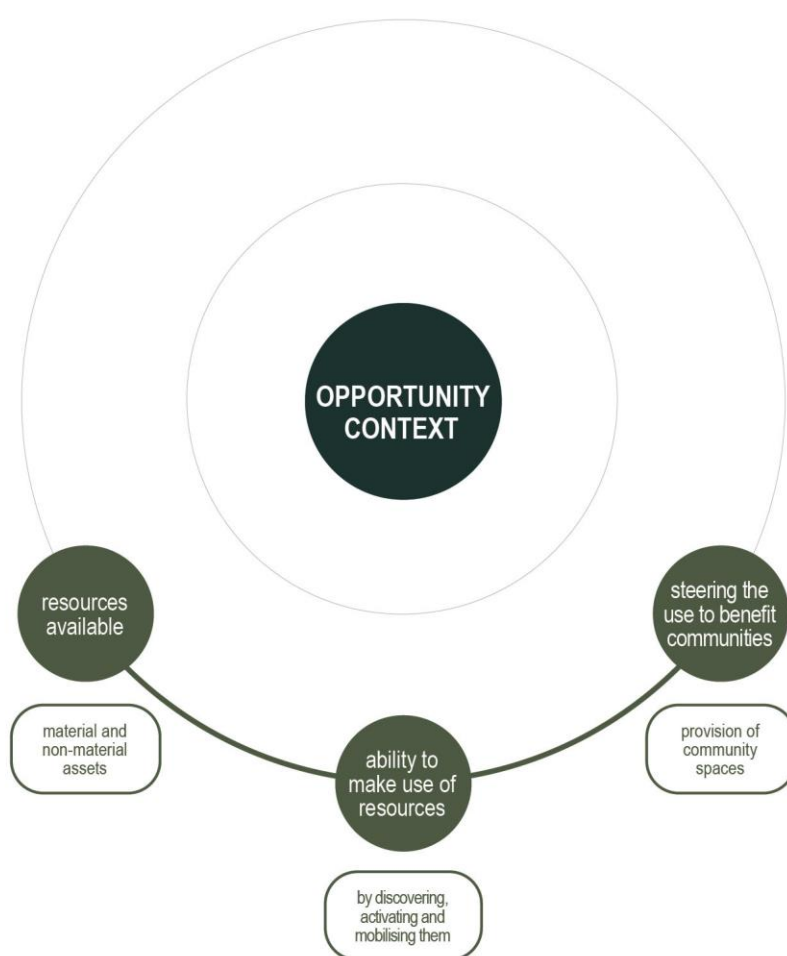 OPPORTUNITY
CONTEXT
resources
available
material and
non-material
assets
ability to
make use of
resources
by discovering,
activating and
mobilising them
steering the
use to benefit
communities
provision of
community
spaces